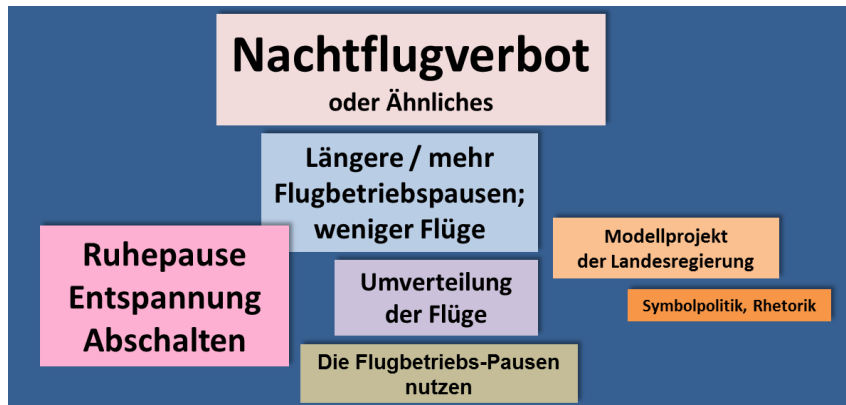 Nachtflugverbot
oder Ähnliches
Längere / mehr
Flugbetriebspausen;
weniger Flüge
Ruhepause
Entspannung
Abschalten
Modellprojekt
der Landesregierung
Umverteilung
der Flüge
Symbolpolitik, Rhetorik
Die Flugbetriebs-Pausen
nutzen